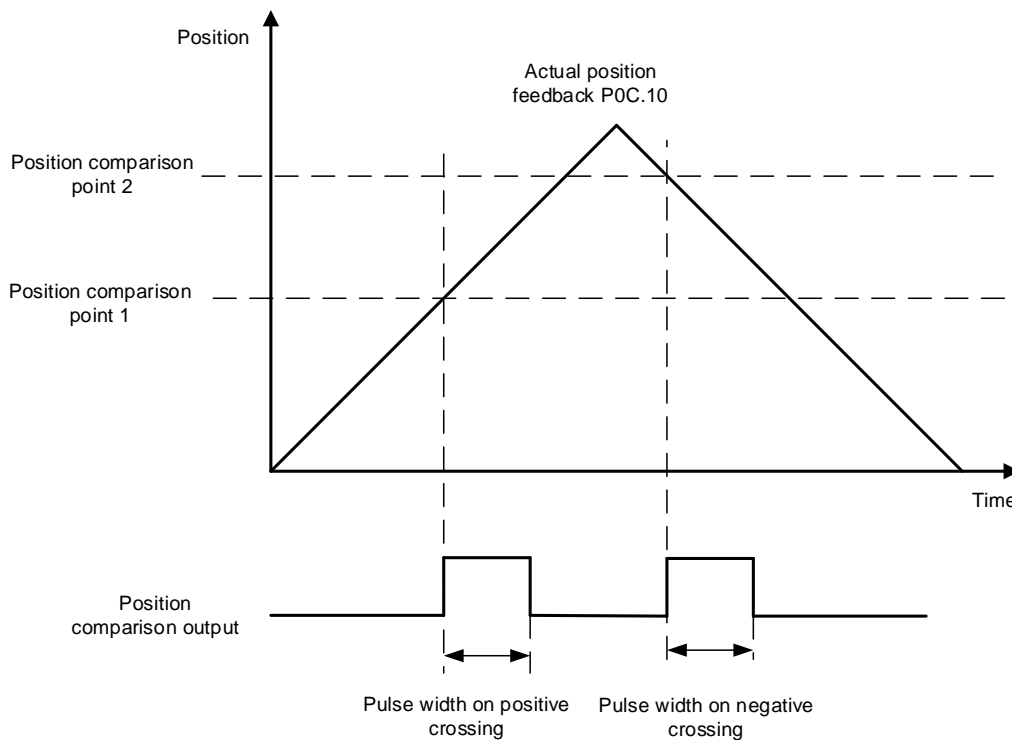 Position
Actual position
feedback P0C.10
Position comparison
point 2
Position comparison
point 1
Time
Position
comparison output
Pulse width on positive
crossing
Pulse width on negative
crossing